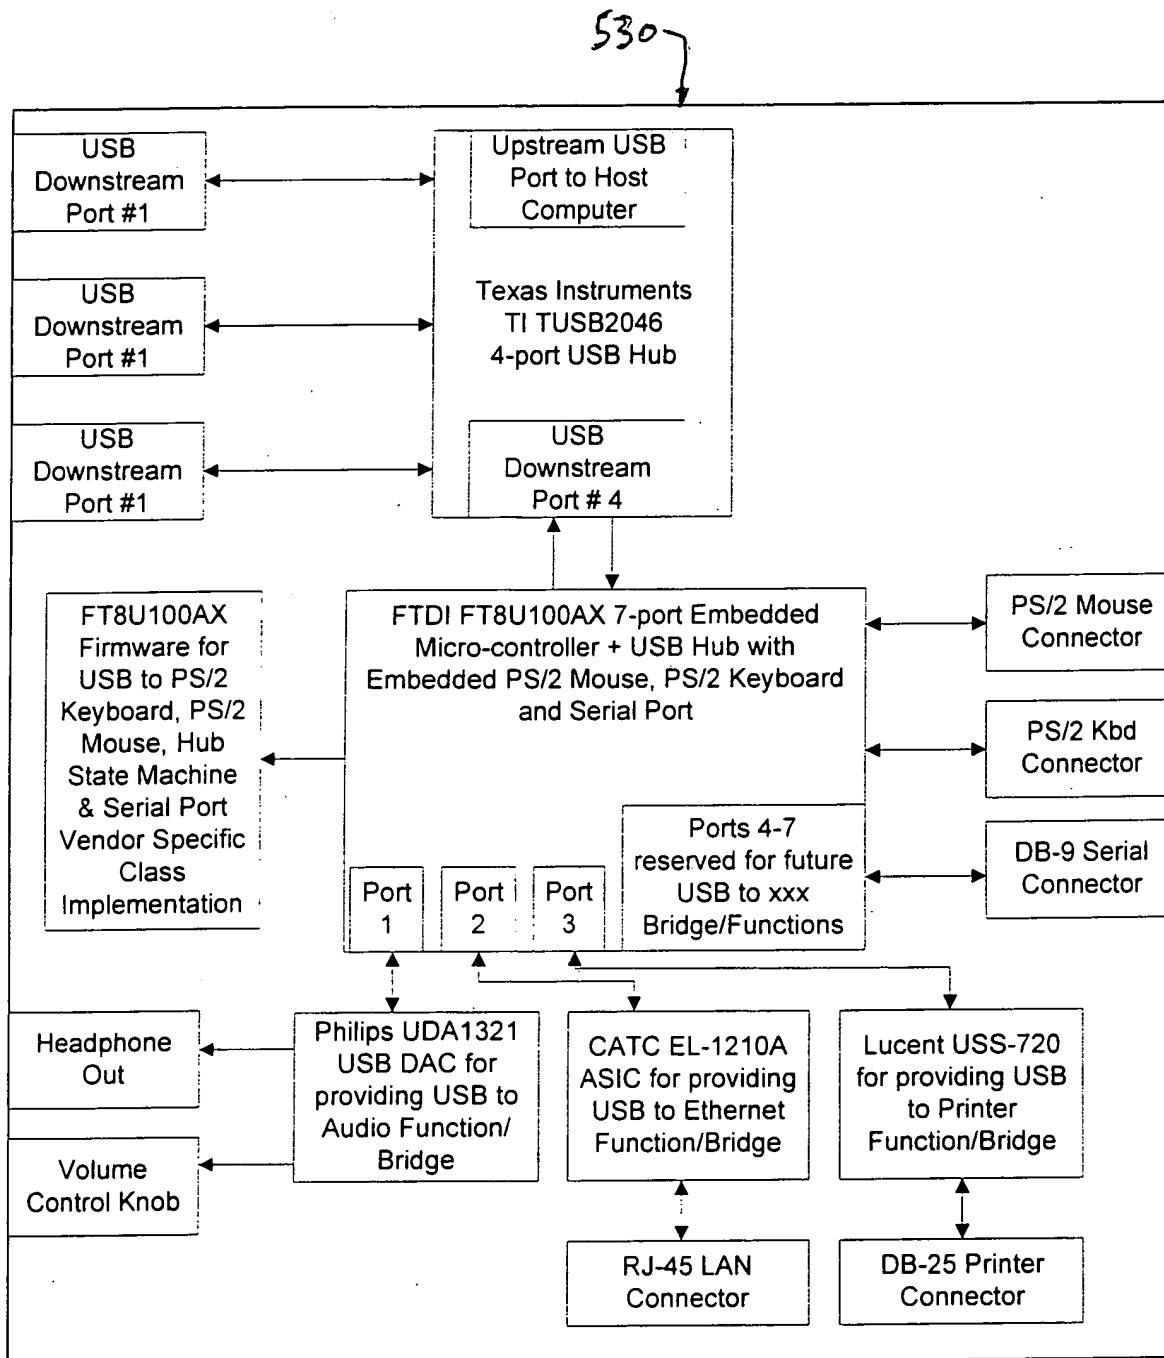 530
USB
Downstream
Port #1
Upstream USB
Port to Host
Computer
USB
Downstream
Port #1
Texas Instruments
TI TUSB2046
4-port USB Hub
USB
Downstream
Port #1
USB
Downstream
Port # 4
FT8U100AX
Firmware for
USB to PS/2
Keyboard, PS/2
Mouse, Hub
State Machine
& Serial Port
Vendor Specific
Class
Implementation
FTDI FT8U100AX 7-port Embedded
Micro-controller + USB Hub with
Embedded PS/2 Mouse, PS/2 Keyboard
and Serial Port
PS/2 Mouse
Connector
PS/2 Kbd
Connector
DB-9 Serial
Connector
Port
1
Port
2
Port
3
Ports 4-7
reserved for future
USB to xxx
Bridge/Functions
Headphone
Out
Volume
Control Knob
Philips UDA1321
USB DAC for
providing USB to
Audio Function/
Bridge
CATC EL-1210A
ASIC for providing
USB to Ethernet
Function/Bridge
Lucent USS-720
for providing USB
to Printer
Function/Bridge
RJ-45 LAN
Connector
DB-25 Printer
Connector